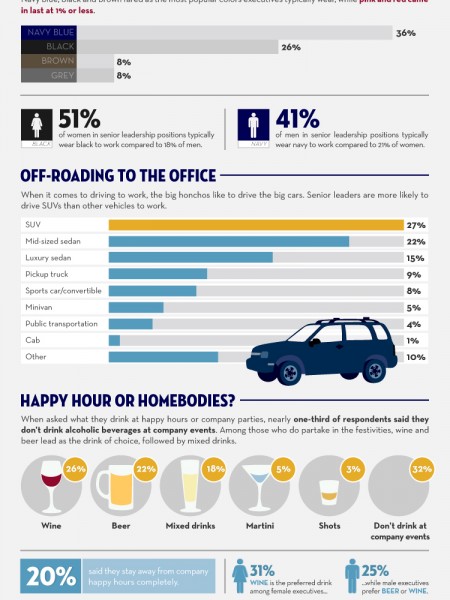 Navy blue, black and brown rated as the most popular colors executives typically wear, while pink and red came
in last at 1% or less.
NAVY BLUE 36%
BLACK 26%
BROWN 8%
GREY 8%
51%
of women in senior leadership positions typically
wear black to work compared to 18% of men.
BLACK
41%
of men in senior leadership positions typically
wear navy to work compared to 21% of women.
NAVY
OFF-ROADING TO THE OFFICE
When it comes to driving to work, the big honchos like to drive the big cars. Senior leaders are more likely to
drive SUVs than other vehicles to work.
SUV 27%
Mid-sized sedan 22%
Luxury sedan 15%
Pickup truck 9%
Sports car/convertible 8%
Minivan 5%
Public transportation 4%
Cab 1%
Other 10%
HAPPY HOUR OR HOMEBODIES?
When asked what they drink at happy hours or company parties, nearly one-third of respondents said they
don't drink alcoholic beverages at company events. Among those who do partake in the festivities, wine and
beer lead as the drink of choice, followed by mixed drinks.
26% 22% 18% 5% 3% 32%
Wine Beer Mixed drinks Martini Shots Don't drink at
company events
20% said they stay away from company
happy hours completely.
31%
WINE is the preferred drink
among female executives...
25%
...while male executives
prefer BEER or WINE.